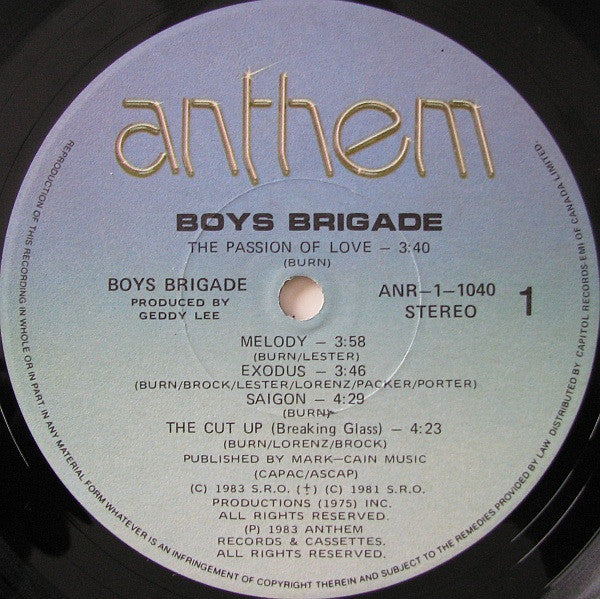 anthem
BOYS BRIGADE
THE PASSION OF LOVE – 3:40
(BURN)
BOYS BRIGADE
PRODUCED BY
GEDDY LEE
ANR–1–1040
STEREO
1
MELODY – 3:58
(BURN/LESTER)
EXODUS – 3:46
(BURN/BROCK/LESTER/LORENZ/PACKER/PORTER)
SAIGON – 4:29
(BURN)
THE CUT UP (Breaking Glass) – 4:23
(BURN/LORENZ/BROCK)
PUBLISHED BY MARK–CAIN MUSIC
(CAPAC/ASCAP)
(C) 1983 S.R.O. (†) (C) 1981 S.R.O.
PRODUCTIONS (1975) INC.
ALL RIGHTS RESERVED.
(P) 1983 ANTHEM
RECORDS & CASSETTES.
ALL RIGHTS RESERVED.
REPRODUCTION OF THIS RECORDING IN WHOLE OR IN PART IN ANY MATERIAL FORM WHATEVER IS AN INFRINGEMENT OF COPYRIGHT THEREIN AND SUBJECT TO THE REMEDIES PROVIDED BY LAW DISTRIBUTED BY CAPITOL RECORDS EMI OF CANADA LIMITED.